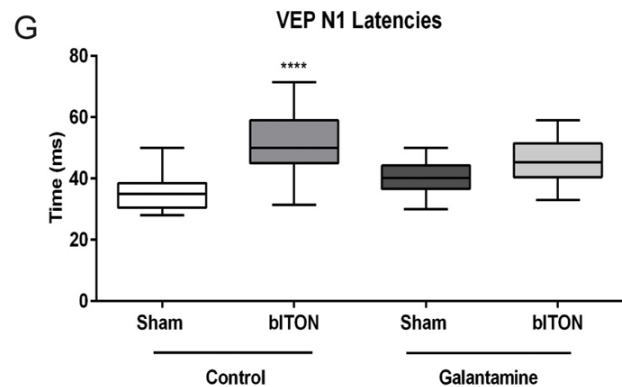 G
VEP N1 Latencies
80
****
60
40
20
0
Time (ms)
Sham bITON Sham bITON
Control Galantamine